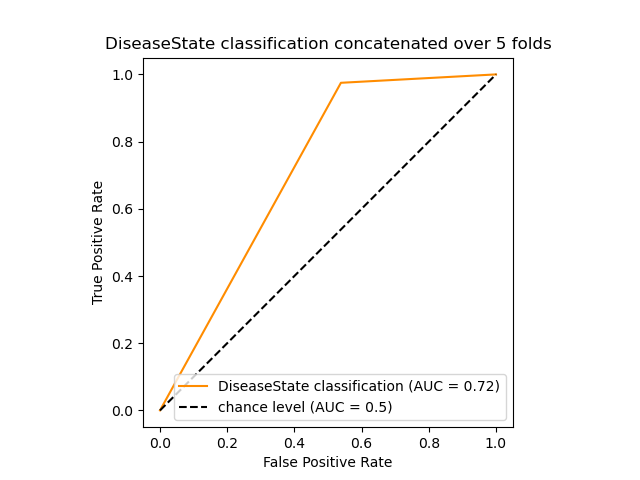 DiseaseState classification concatenated over 5 folds
True Positive Rate
1.0
0.8
0.6
0.4
0.2
0.0
DiseaseState classification (AUC = 0.72)
chance level (AUC = 0.5)
0.0 0.2 0.4 0.6 0.8 1.0
False Positive Rate